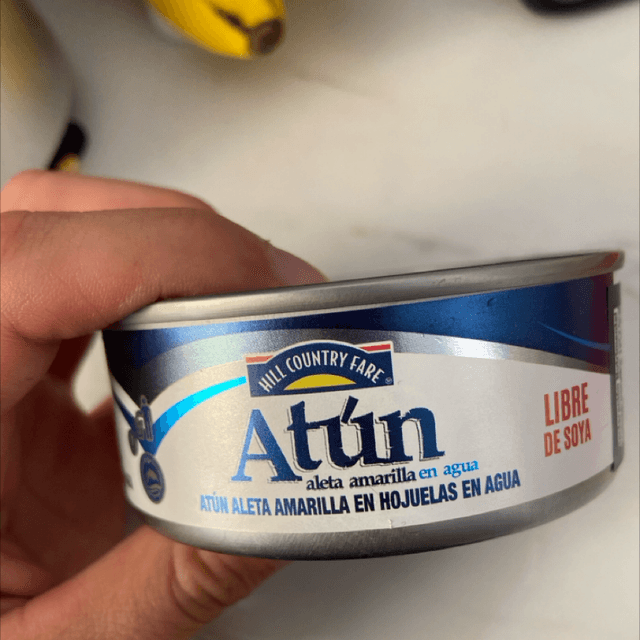 HILL COUNTRY FARE
Atún
aleta amarilla en agua
ATÚN ALETA AMARILLA EN HOJUELAS EN AGUA
LIBRE
DE SOYA